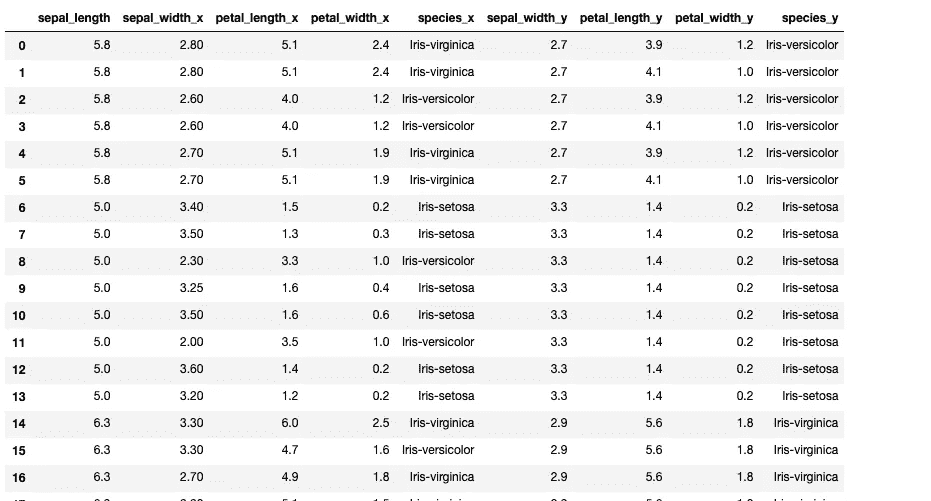 sepal_length sepal_width_x petal_length_x petal_width_x species_x sepal_width_y petal_length_y petal_width_y species_y
0 5.8 2.80 5.1 2.4 Iris-virginica 2.7 3.9 1.2 Iris-versicolor
1 5.8 2.80 5.1 2.4 Iris-virginica 2.7 4.1 1.0 Iris-versicolor
2 5.8 2.60 4.0 1.2 Iris-versicolor 2.7 3.9 1.2 Iris-versicolor
3 5.8 2.60 4.0 1.2 Iris-versicolor 2.7 4.1 1.0 Iris-versicolor
4 5.8 2.70 5.1 1.9 Iris-virginica 2.7 3.9 1.2 Iris-versicolor
5 5.8 2.70 5.1 1.9 Iris-virginica 2.7 4.1 1.0 Iris-versicolor
6 5.0 3.40 1.5 0.2 Iris-setosa 3.3 1.4 0.2 Iris-setosa
7 5.0 3.50 1.3 0.3 Iris-setosa 3.3 1.4 0.2 Iris-setosa
8 5.0 2.30 3.3 1.0 Iris-versicolor 3.3 1.4 0.2 Iris-setosa
9 5.0 3.25 1.6 0.4 Iris-setosa 3.3 1.4 0.2 Iris-setosa
10 5.0 3.50 1.6 0.6 Iris-setosa 3.3 1.4 0.2 Iris-setosa
11 5.0 2.00 3.5 1.0 Iris-versicolor 3.3 1.4 0.2 Iris-setosa
12 5.0 3.60 1.4 0.2 Iris-setosa 3.3 1.4 0.2 Iris-setosa
13 5.0 3.20 1.2 0.2 Iris-setosa 3.3 1.4 0.2 Iris-setosa
14 6.3 3.30 6.0 2.5 Iris-virginica 2.9 5.6 1.8 Iris-virginica
15 6.3 3.30 4.7 1.6 Iris-versicolor 2.9 5.6 1.8 Iris-virginica
16 6.3 2.70 4.9 1.8 Iris-virginica 2.9 5.6 1.8 Iris-virginica